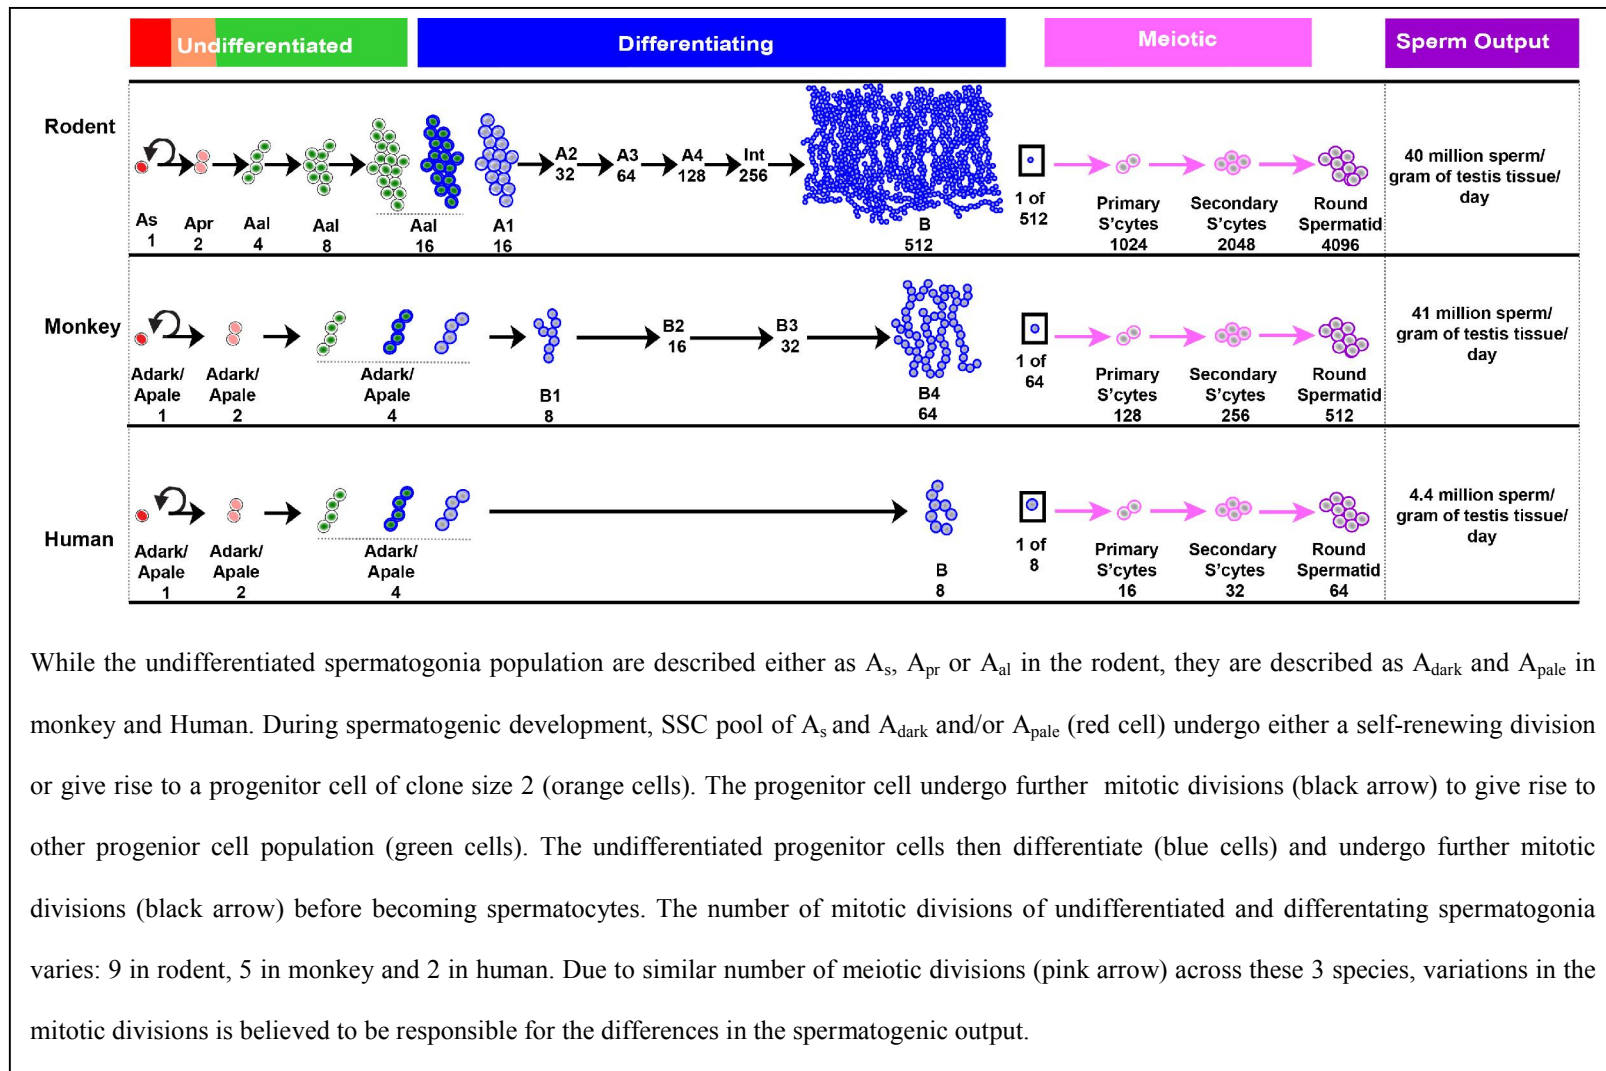 Undifferentiated Differentiating Meiotic Sperm Output
Rodent
As
1
Apr
2
Aal
4
Aal
8
Aal
16
A1
16
A2
32
A3
64
A4
128
Int
256
B
512
1 of
512
Primary
S'cytes
1024
Secondary
S'cytes
2048
Round
Spermatid
4096
40 million sperm/
gram of testis tissue/
day
Monkey
Adark/
Apale
1
Adark/
Apale
2
Adark/
Apale
4
B1
8
B2
16
B3
32
B4
64
1 of
64
Primary
S'cytes
128
Secondary
S'cytes
256
Round
Spermatid
512
41 million sperm/
gram of testis tissue/
day
Human
Adark/
Apale
1
Adark/
Apale
2
Adark/
Apale
4
B
8
1 of
8
Primary
S'cytes
16
Secondary
S'cytes
32
Round
Spermatid
64
4.4 million sperm/
gram of testis tissue/
day
While the undifferentiated spermatogonia population are described either as As, Apr or Aal in the rodent, they are described as Adark and Apale in
monkey and Human. During spermatogenic development, SSC pool of As and Adark and/or Apale (red cell) undergo either a self-renewing division
or give rise to a progenitor cell of clone size 2 (orange cells). The progenitor cell undergo further mitotic divisions (black arrow) to give rise to
other progenior cell population (green cells). The undifferentiated progenitor cells then differentiate (blue cells) and undergo further mitotic
divisions (black arrow) before becoming spermatocytes. The number of mitotic divisions of undifferentiated and differentating spermatogonia
varies: 9 in rodent, 5 in monkey and 2 in human. Due to similar number of meiotic divisions (pink arrow) across these 3 species, variations in the
mitotic divisions is believed to be responsible for the differences in the spermatogenic output.